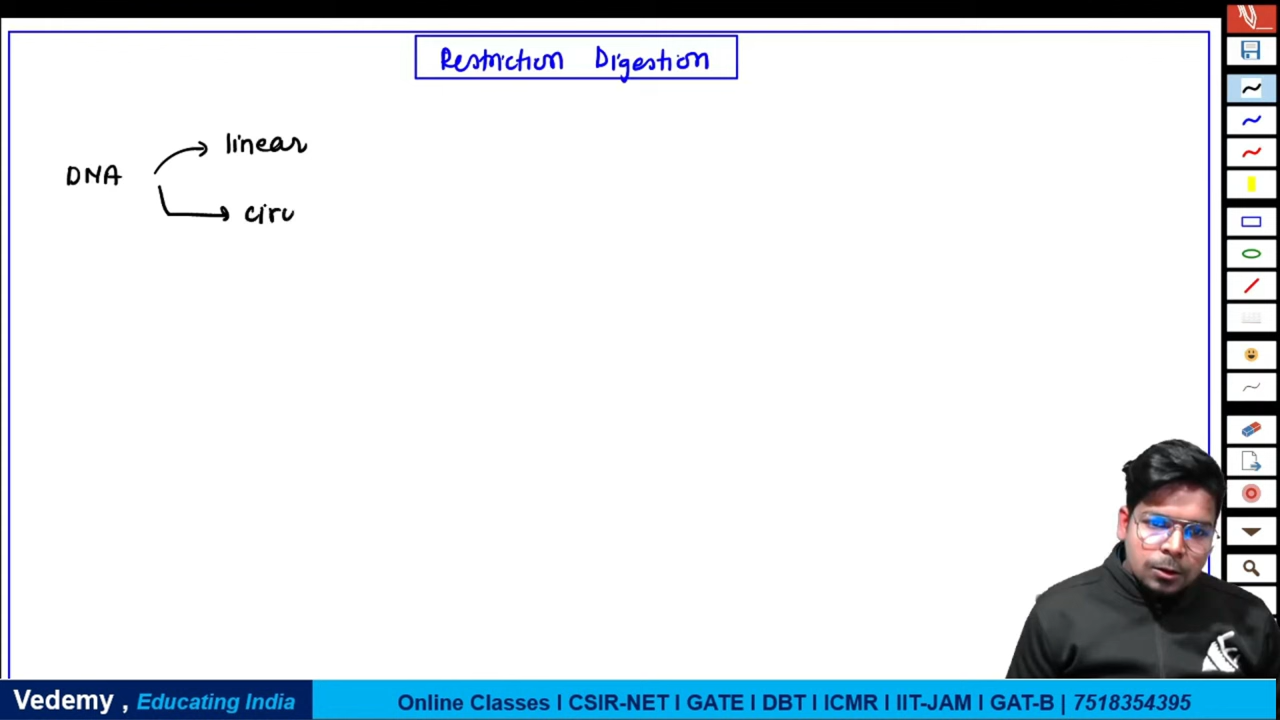 Restriction Digestion
linear
DNA
circ
Vedemy , Educating India
Online Classes I CSIR-NET I GATE I DBT I ICMR I IIT-JAM I GAT-B | 7518354395